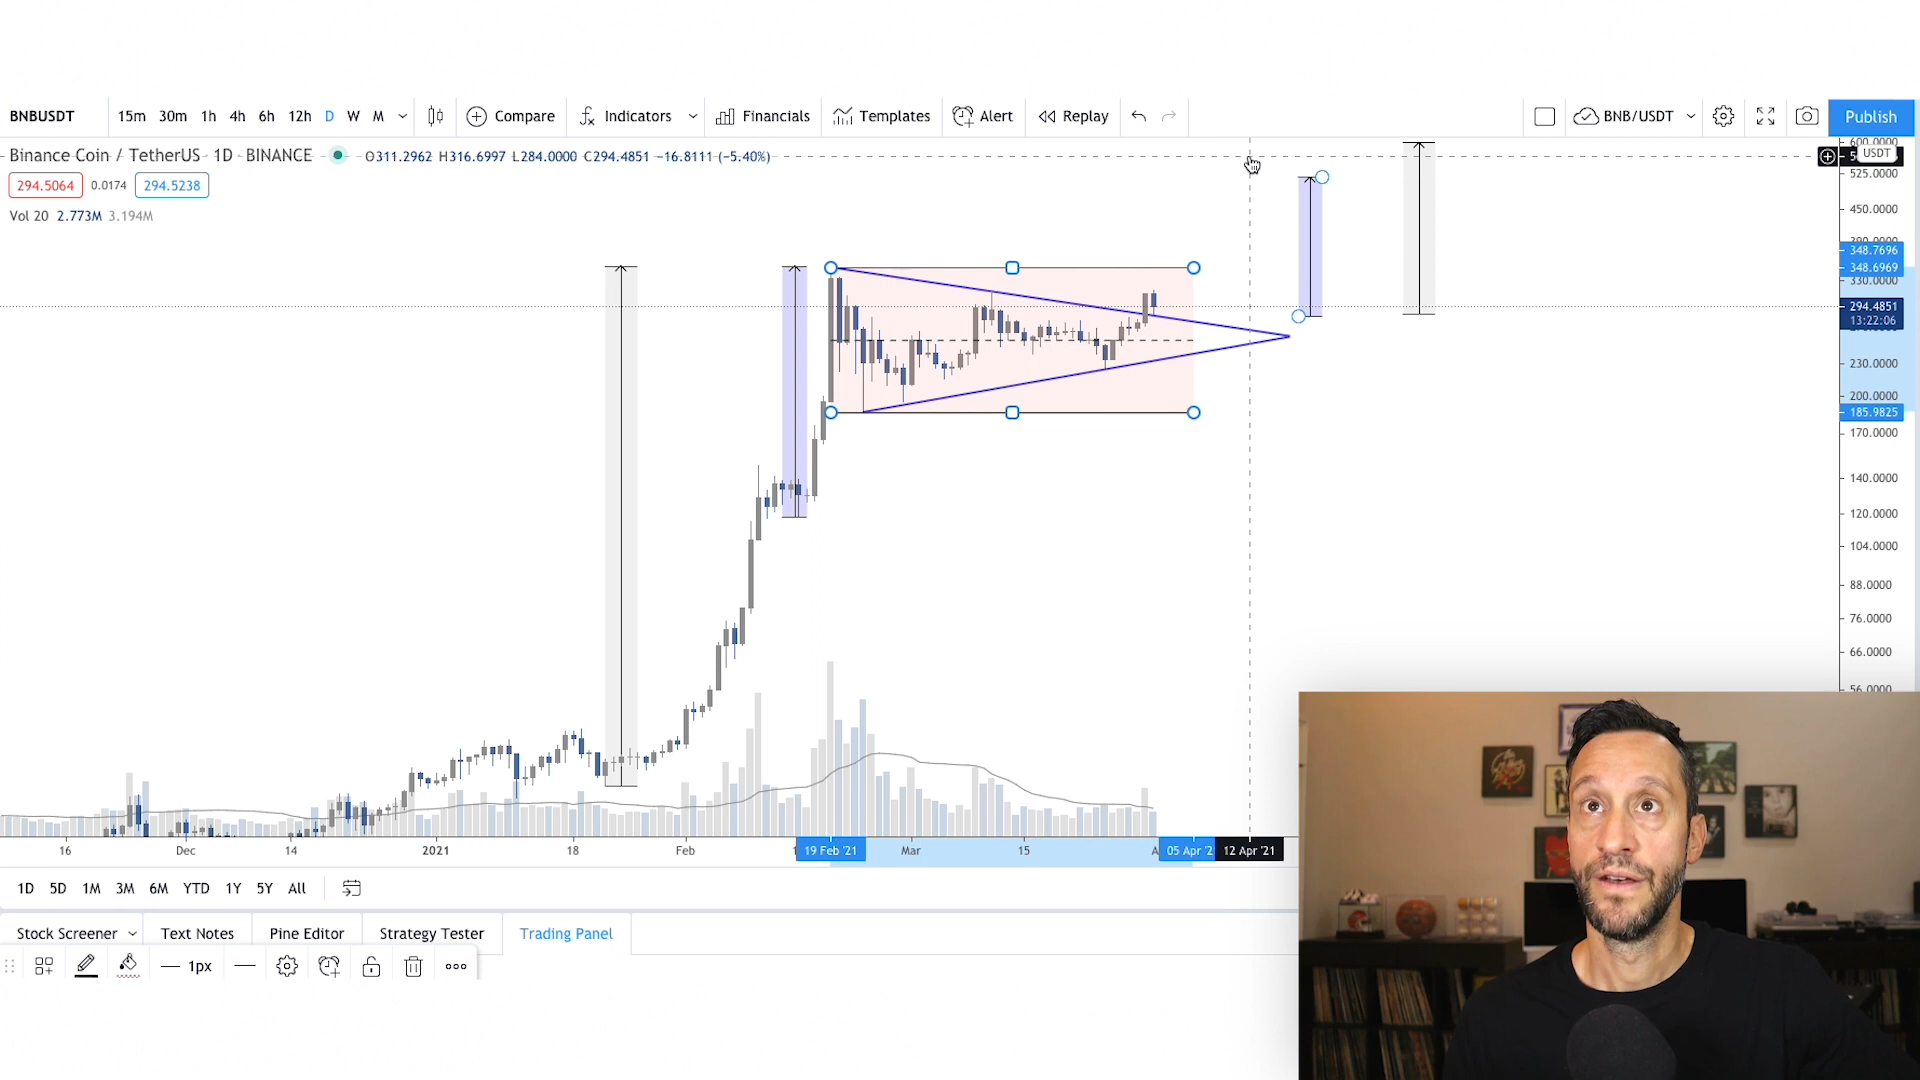 BNBUSDT 15m 30m 1h 4h 6h 12h D W M Compare Indicators Financials Templates Alert Replay BNB/USDT Publish
Binance Coin / TetherUS · 1D · BINANCE O311.2962 H316.6997 L284.0000 C294.4851 −16.8111 (−5.40%)
294.5064 0.0174 294.5238
Vol 20 2.773M 3.194M
600.0000
USDT
525.0000
450.0000
348.7696
348.6969
330.0000
294.4851
13:22:06
230.0000
200.0000
185.9825
170.0000
140.0000
120.0000
104.0000
88.0000
76.0000
66.0000
56.0000
16 Dec 14 2021 18 Feb 19 Feb '21 Mar 15 05 Apr '2 12 Apr '21
1D 5D 1M 3M 6M YTD 1Y 5Y All
Stock Screener Text Notes Pine Editor Strategy Tester Trading Panel
1px